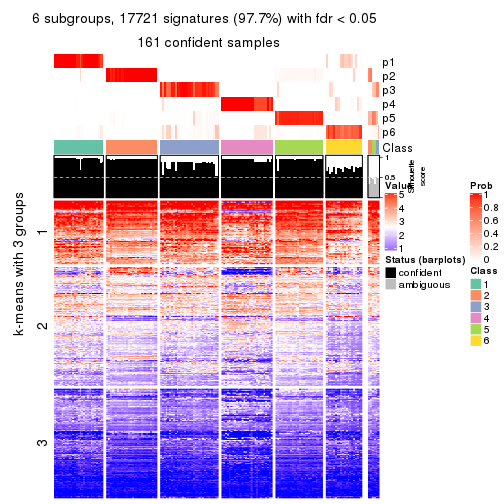 6 subgroups, 17721 signatures (97.7%) with fdr < 0.05
161 confident samples
p1
p2
p3
p4
p5
p6
Class
1
0.5
0
Silhouette
score
k-means with 3 groups
1
2
3
Value
5
4
3
2
1
Status (barplots)
confident
ambiguous
Prob
1
0.8
0.6
0.4
0.2
0
Class
1
2
3
4
5
6